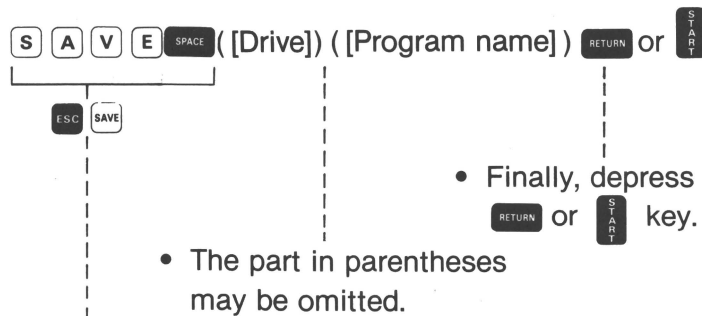 S A V E SPACE ( [Drive]) ( [Program name] ) RETURN or START
ESC SAVE
• Finally, depress
RETURN or START key.
• The part in parentheses
may be omitted.